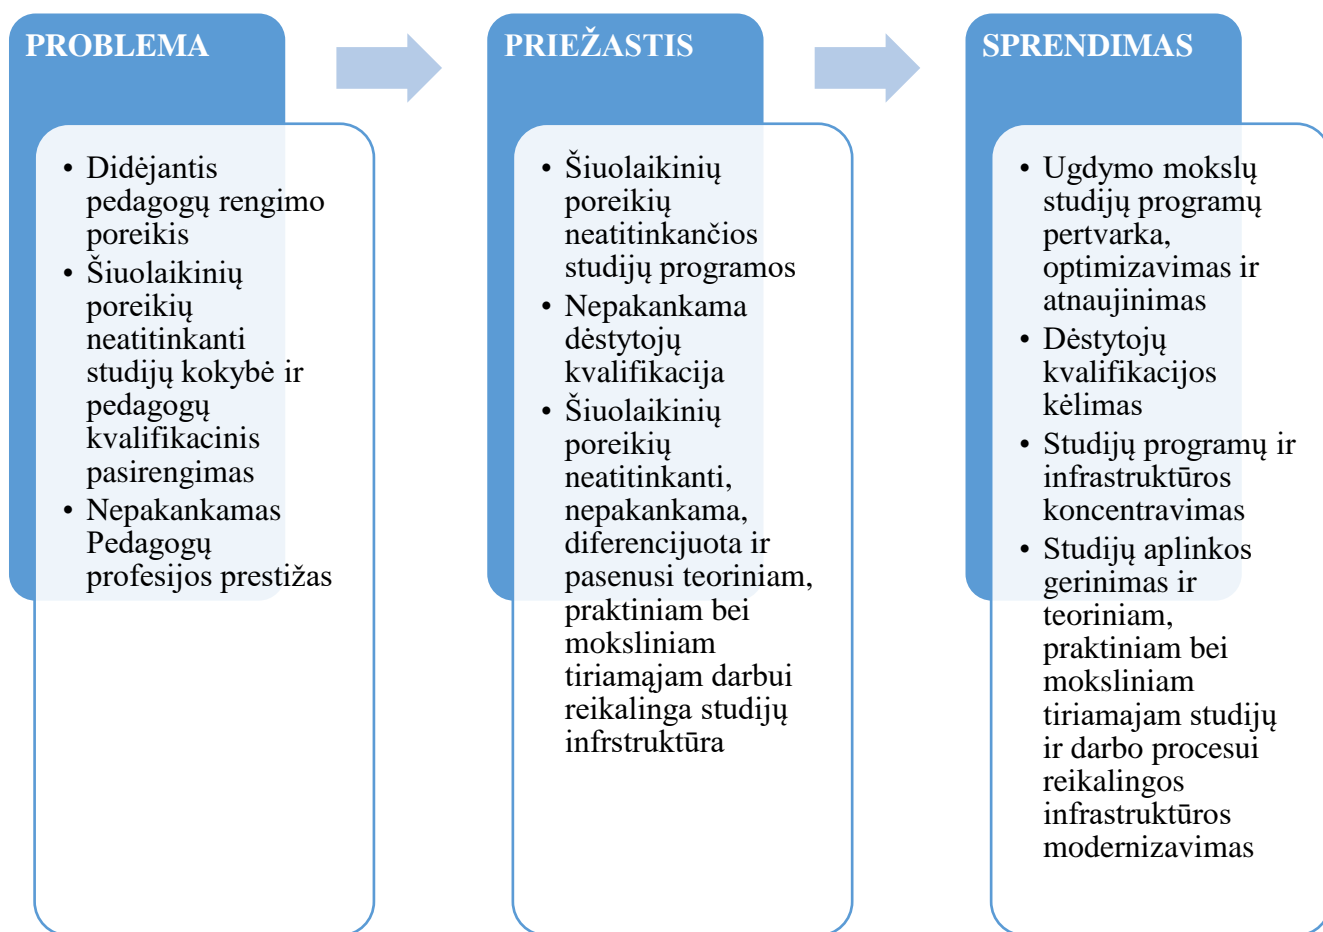 PROBLEMA
• Didėjantis
pedagogų rengimo
poreikis
• Šiuolaikinių
poreikių
neatitinkanti
studijų kokybė ir
pedagogų
kvalifikacinis
pasirengimas
• Nepakankamas
Pedagogų
profesijos prestižas
PRIEŽASTIS
• Šiuolaikinių
poreikių
neatitinkančios
studijų programos
• Nepakankama
dėstytojų
kvalifikacija
• Šiuolaikinių
poreikių
neatitinkanti,
nepakankama,
diferencijuota ir
pasenusi teoriniam,
praktiniam bei
moksliniam
tiriamąjam darbui
reikalinga studijų
infrstruktūra
SPRENDIMAS
• Ugdymo mokslų
studijų programų
pertvarka,
optimizavimas ir
atnaujinimas
• Dėstytojų
kvalifikacijos
kėlimas
• Studijų programų ir
infrastruktūros
koncentravimas
• Studijų aplinkos
gerinimas ir
teoriniam,
praktiniam bei
moksliniam
tiriamajam studijų
ir darbo procesui
reikalingos
infrastruktūros
modernizavimas